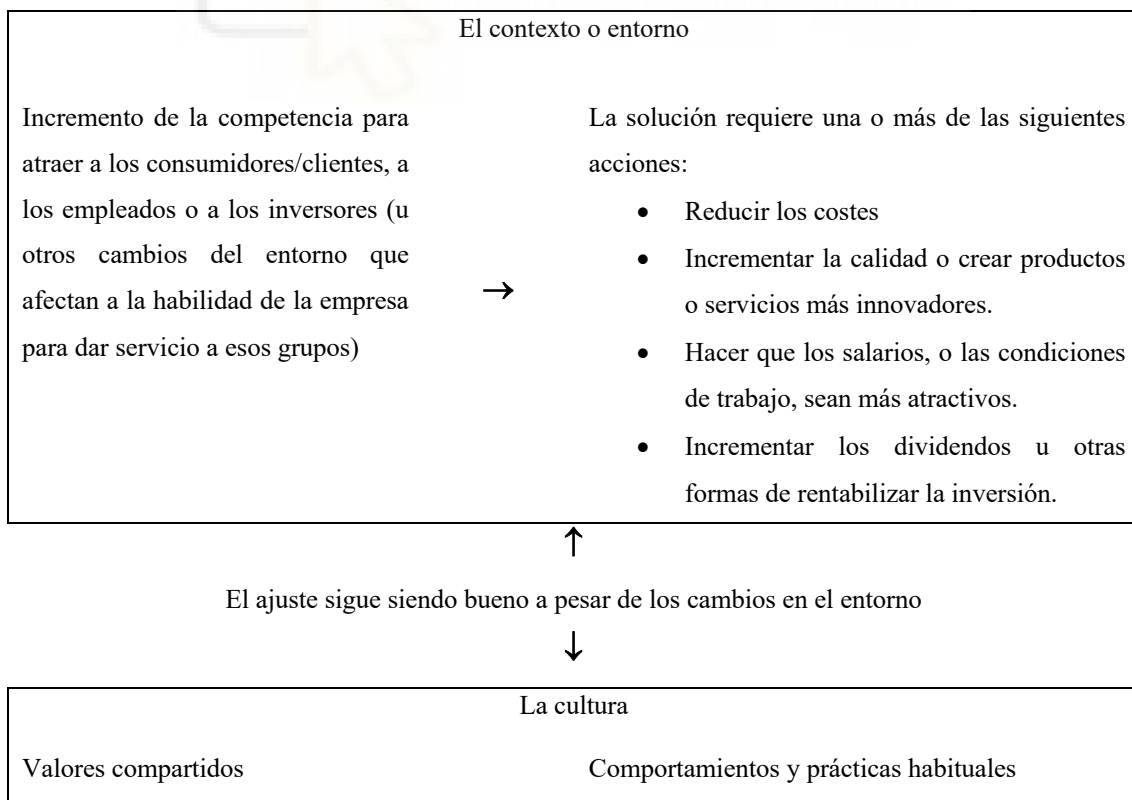 El contexto o entorno
Incremento de la competencia para
atraer a los consumidores/clientes, a
los empleados o a los inversores (u
otros cambios del entorno que
afectan a la habilidad de la empresa
para dar servicio a esos grupos)
→
La solución requiere una o más de las siguientes
acciones:
• Reducir los costes
• Incrementar la calidad o crear productos
o servicios más innovadores.
• Hacer que los salarios, o las condiciones
de trabajo, sean más atractivos.
• Incrementar los dividendos u otras
formas de rentabilizar la inversión.
↑
El ajuste sigue siendo bueno a pesar de los cambios en el entorno
↓
La cultura
Valores compartidos
Comportamientos y prácticas habituales